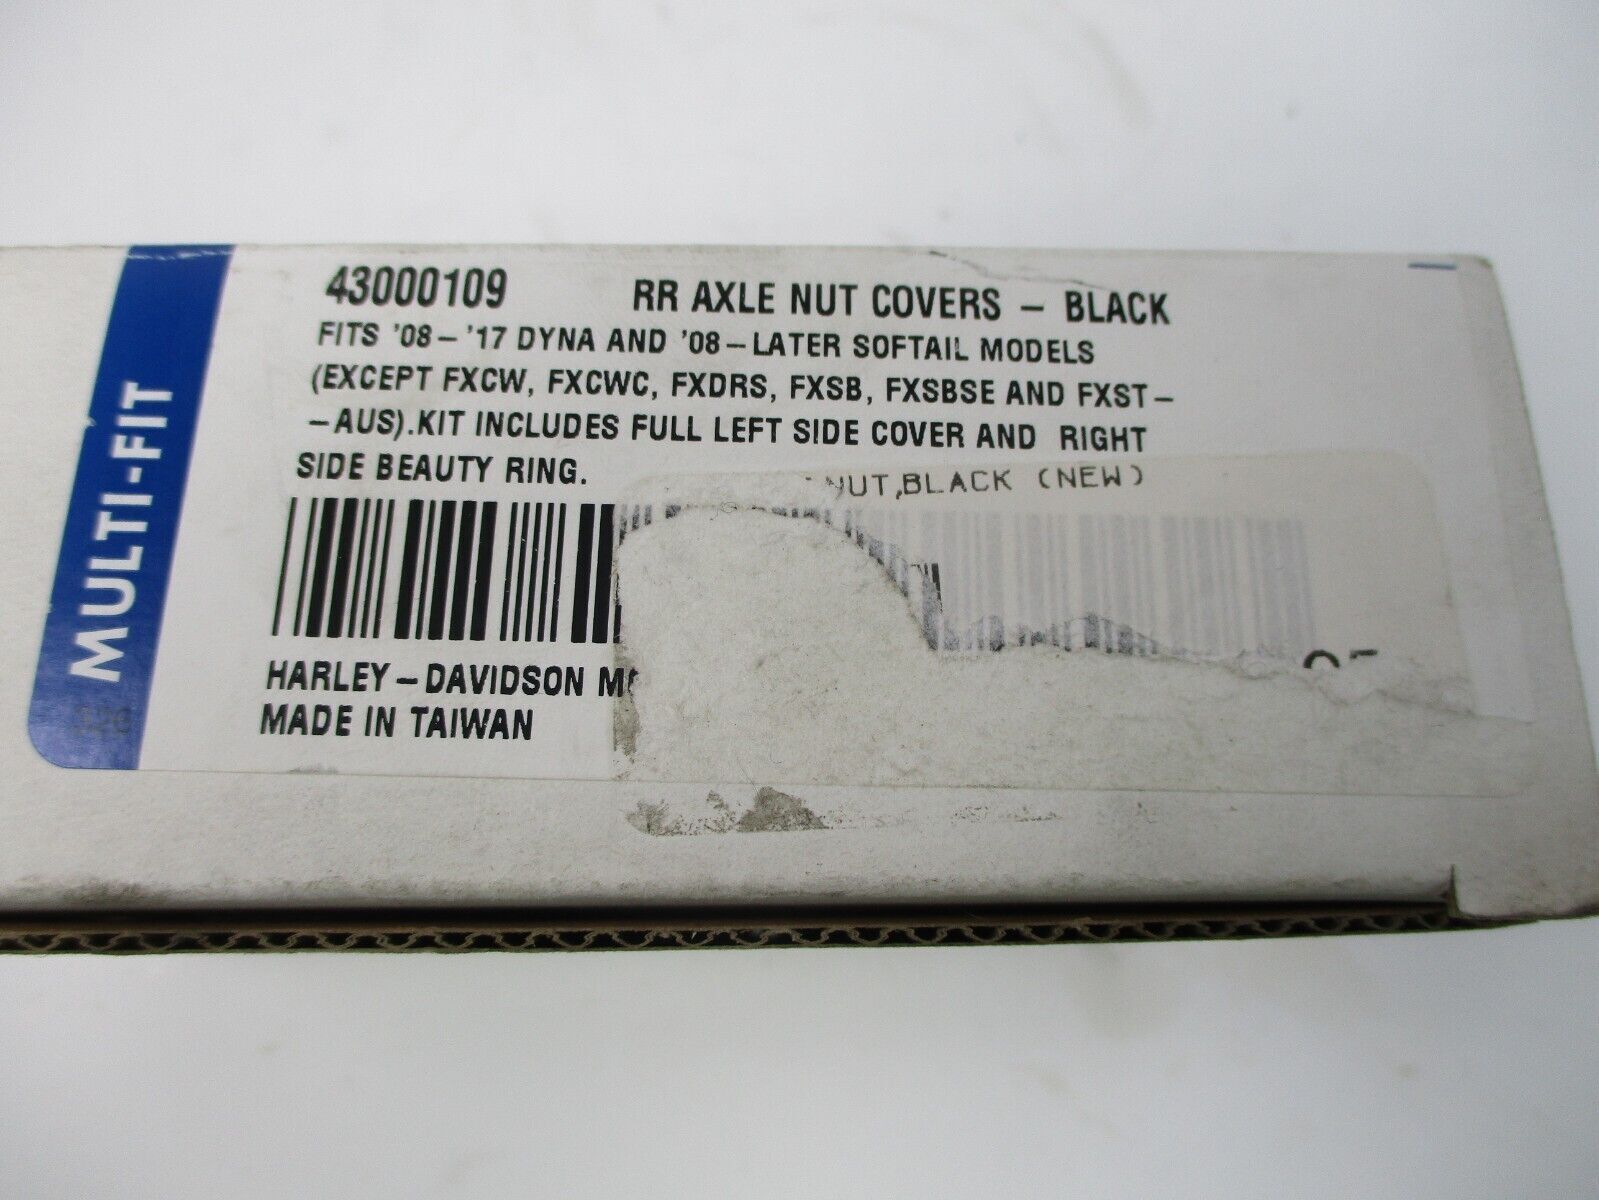 MULTI-FIT
43000109 RR AXLE NUT COVERS – BLACK
FITS '08– '17 DYNA AND '08–LATER SOFTAIL MODELS
(EXCEPT FXCW, FXCWC, FXDRS, FXSB, FXSBSE AND FXST–
–AUS).KIT INCLUDES FULL LEFT SIDE COVER AND RIGHT
SIDE BEAUTY RING.
NUT,BLACK (NEW)
HARLEY–DAVIDSON
MADE IN TAIWAN